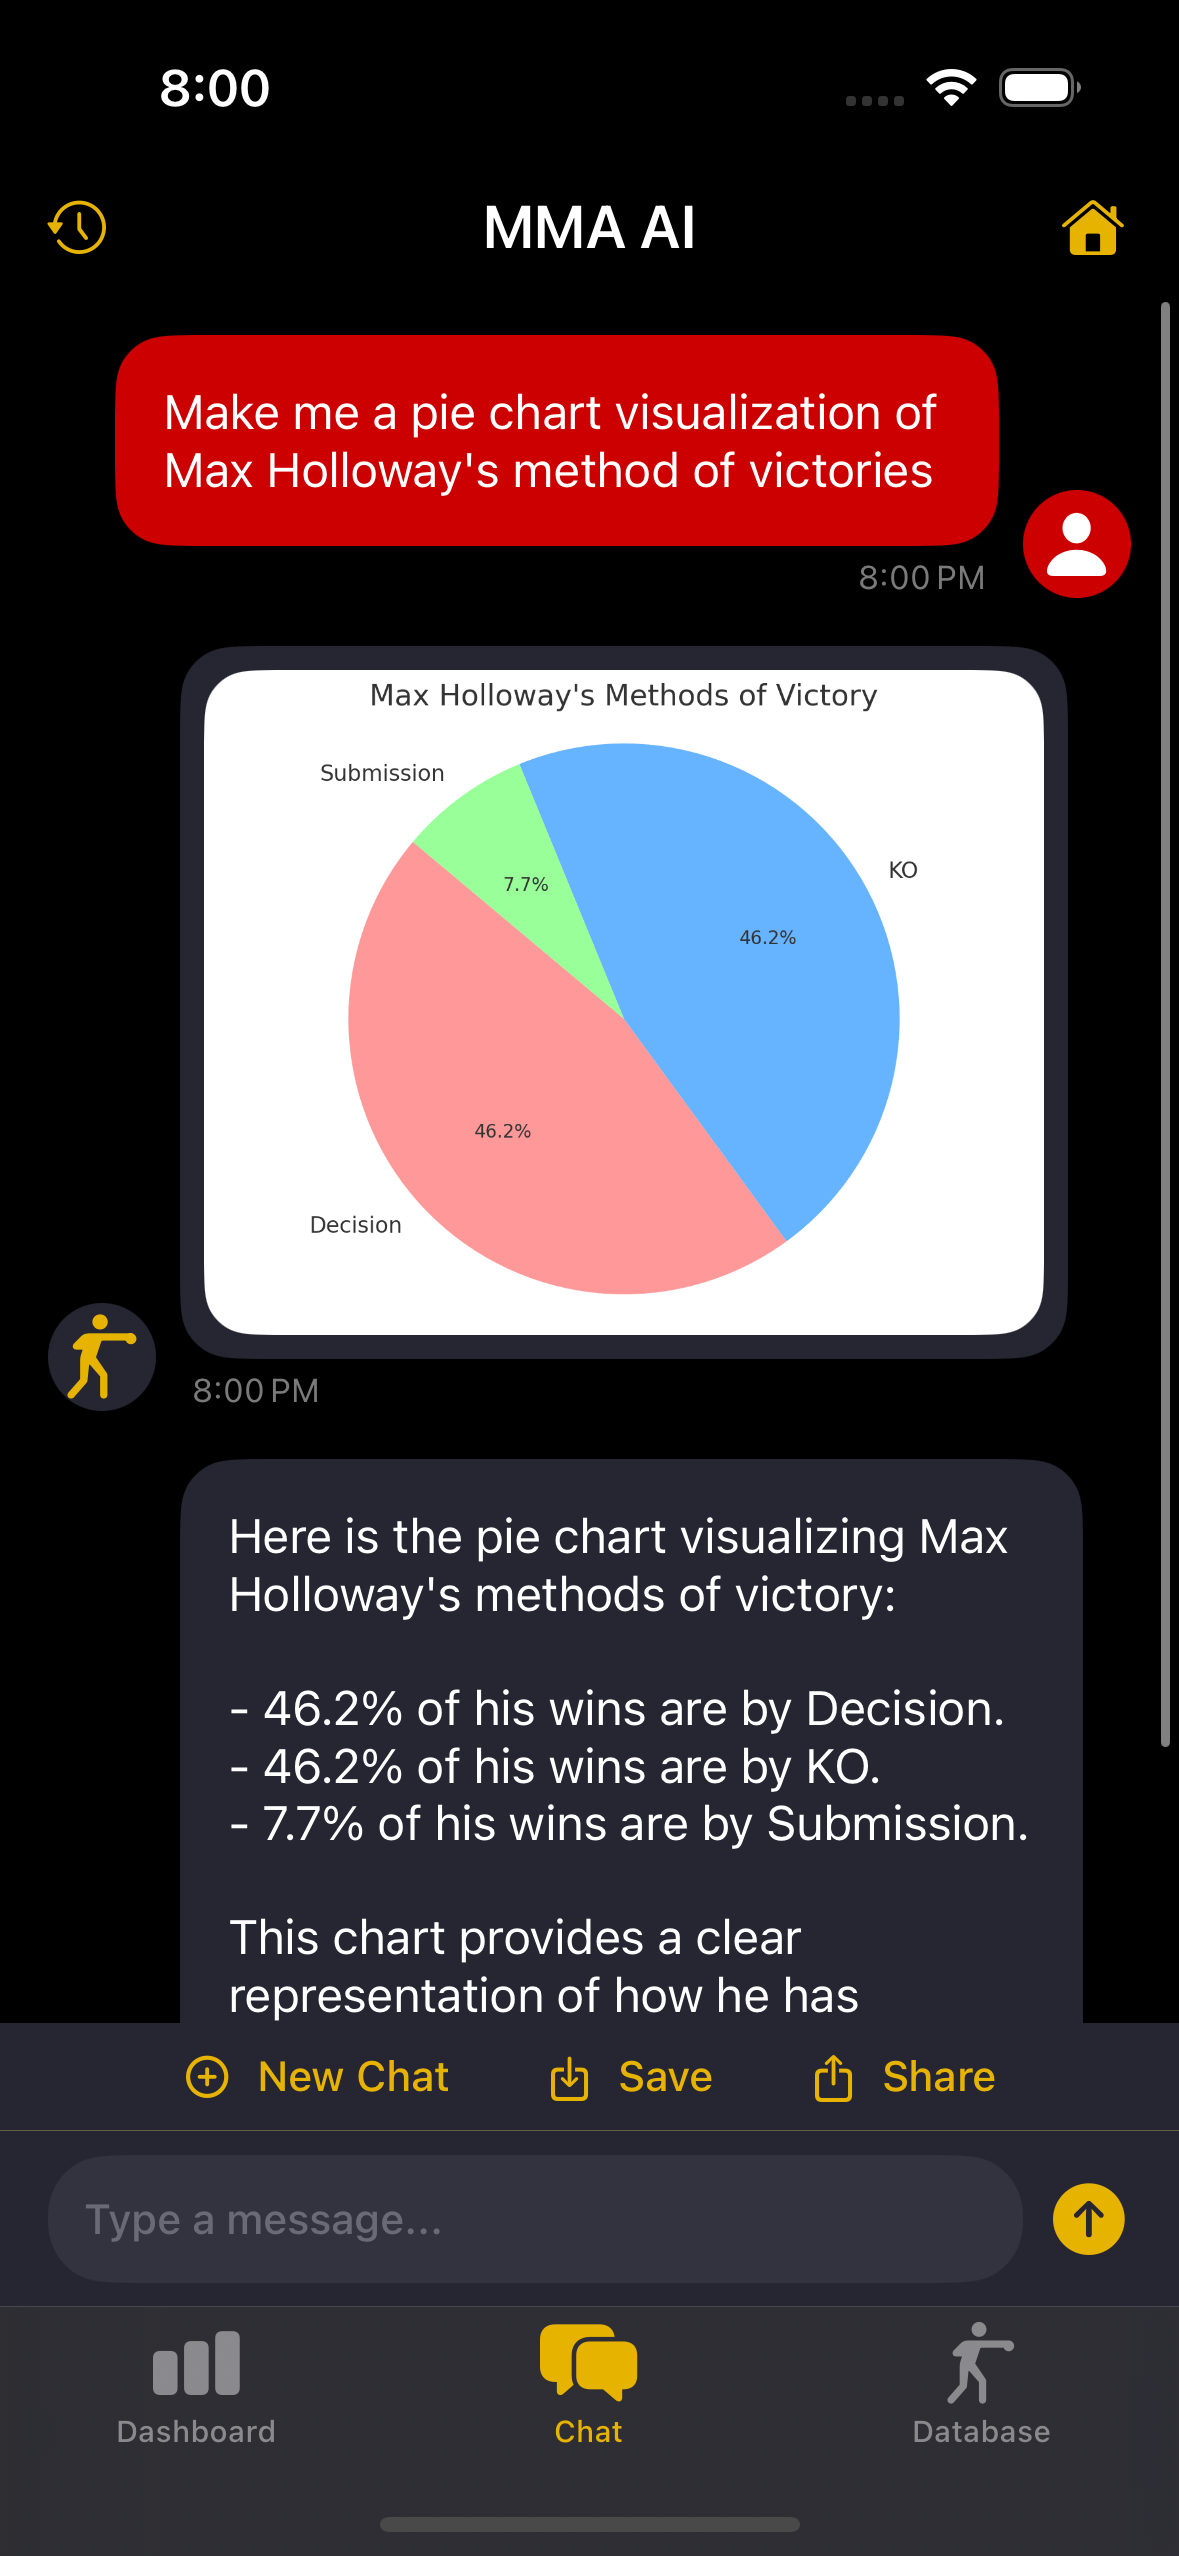 8:00
MMA AI
Make me a pie chart visualization of
Max Holloway's method of victories
8:00 PM
Max Holloway's Methods of Victory
Submission
KO
7.7%
46.2%
46.2%
Decision
8:00 PM
Here is the pie chart visualizing Max
Holloway's methods of victory:
- 46.2% of his wins are by Decision.
- 46.2% of his wins are by KO.
- 7.7% of his wins are by Submission.
This chart provides a clear
representation of how he has
New Chat
Save
Share
Type a message...
Dashboard
Chat
Database